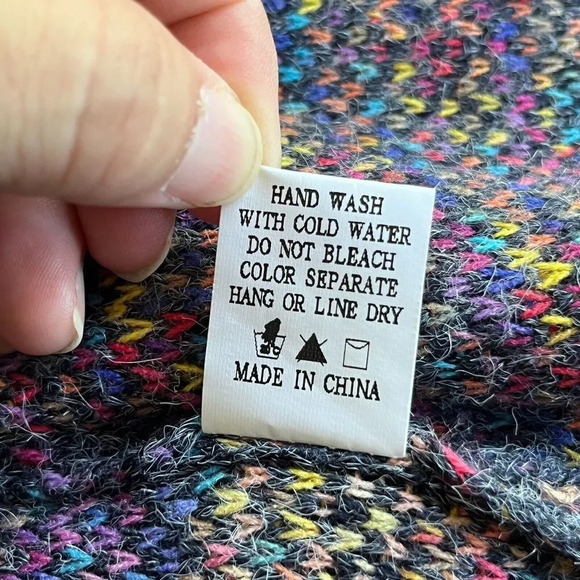 HAND WASH
WITH COLD WATER
DO NOT BLEACH
COLOR SEPARATE
HANG OR LINE DRY
MADE IN CHINA